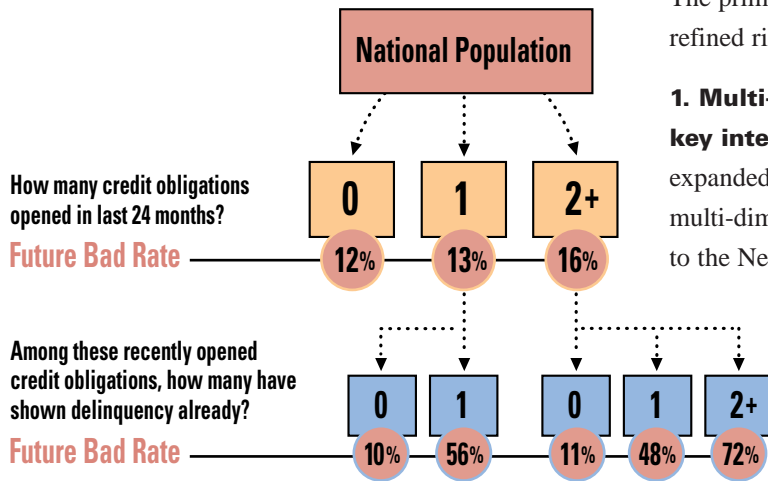 The prim
refined ri
1. Multi-
key inte
expanded
multi-dim
to the Ne
National Population
How many credit obligations
opened in last 24 months?
0 1 2+
Future Bad Rate
12% 13% 16%
Among these recently opened
credit obligations, how many have
shown delinquency already?
0 1 0 1 2+
Future Bad Rate
10% 56% 11% 48% 72%